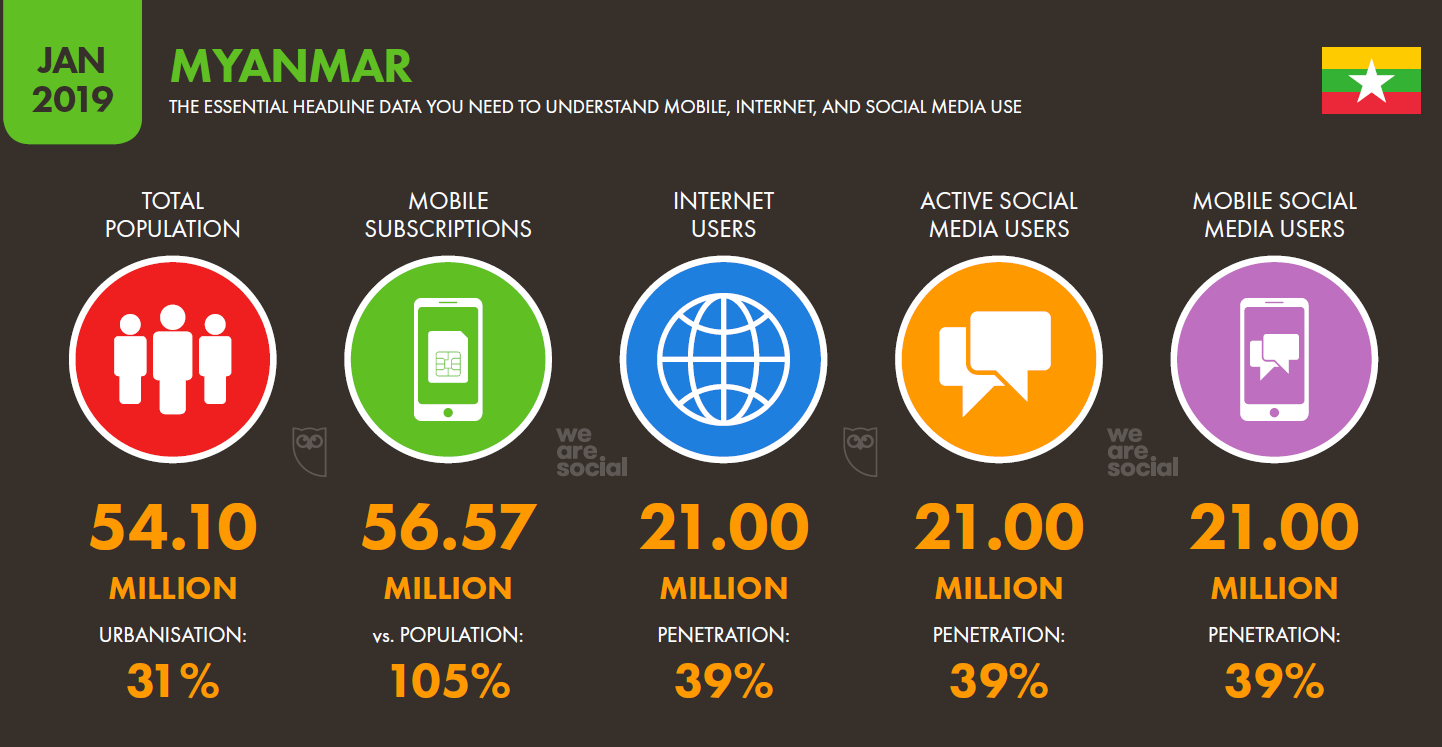 JAN
2019
MYANMAR
THE ESSENTIAL HEADLINE DATA YOU NEED TO UNDERSTAND MOBILE, INTERNET, AND SOCIAL MEDIA USE
TOTAL
POPULATION
MOBILE
SUBSCRIPTIONS
INTERNET
USERS
ACTIVE SOCIAL
MEDIA USERS
MOBILE SOCIAL
MEDIA USERS
we
are
social
we
are
social
54.10
MILLION
URBANISATION:
31%
56.57
MILLION
vs. POPULATION:
105%
21.00
MILLION
PENETRATION:
39%
21.00
MILLION
PENETRATION:
39%
21.00
MILLION
PENETRATION:
39%